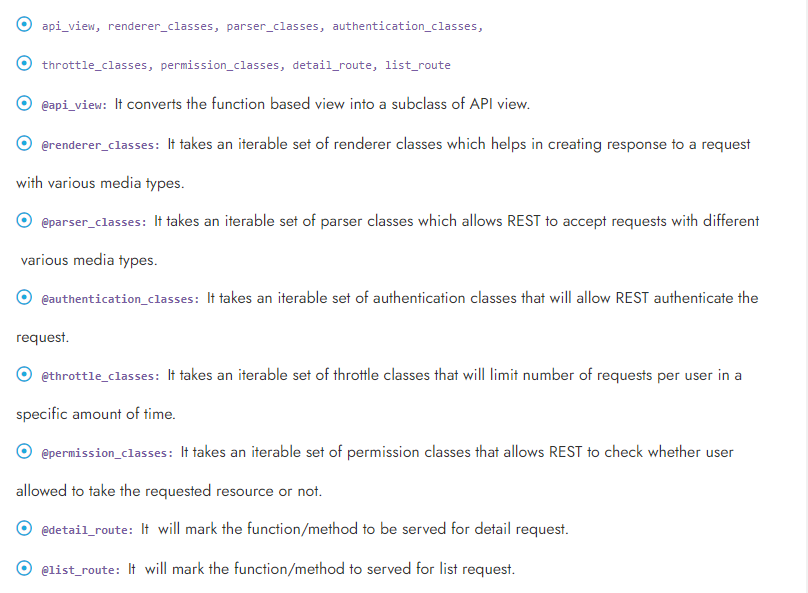 api_view, renderer_classes, parser_classes, authentication_classes,
throttle_classes, permission_classes, detail_route, list_route
@api_view: It converts the function based view into a subclass of API view.
@renderer_classes: It takes an iterable set of renderer classes which helps in creating response to a request
with various media types.
@parser_classes: It takes an iterable set of parser classes which allows REST to accept requests with different
various media types.
@authentication_classes: It takes an iterable set of authentication classes that will allow REST authenticate the
request.
@throttle_classes: It takes an iterable set of throttle classes that will limit number of requests per user in a
specific amount of time.
@permission_classes: It takes an iterable set of permission classes that allows REST to check whether user
allowed to take the requested resource or not.
@detail_route: It  will mark the function/method to be served for detail request.
@list_route: It  will mark the function/method to served for list request.